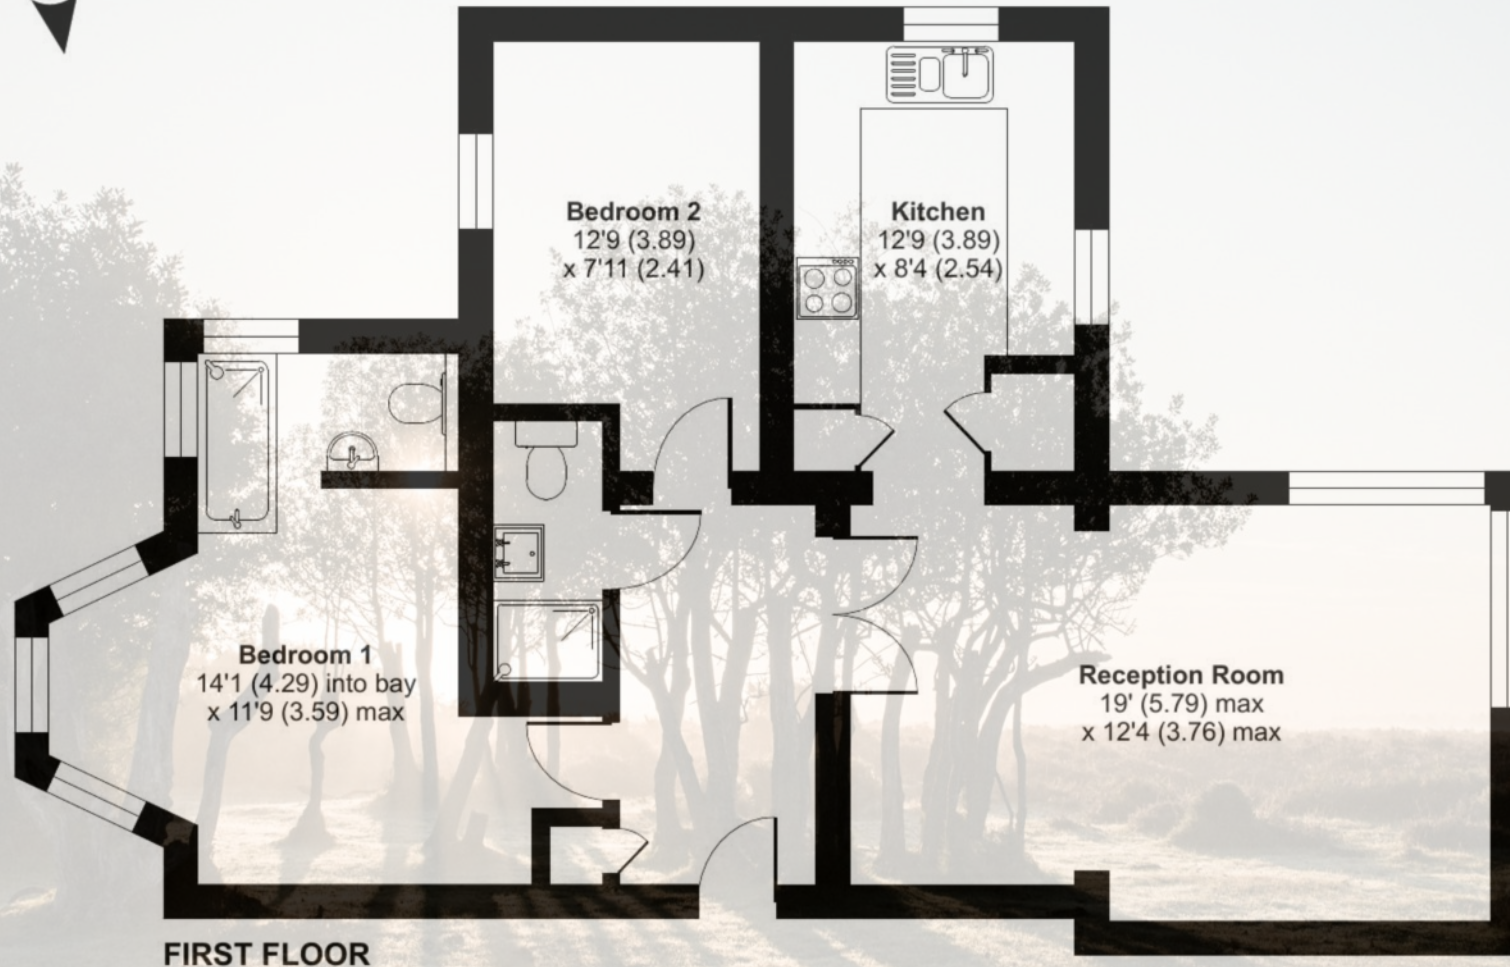 Bedroom 2
12'9 (3.89)
x 7'11 (2.41)
Kitchen
12'9 (3.89)
x 8'4 (2.54)
Bedroom 1
14'1 (4.29) into bay
x 11'9 (3.59) max
Reception Room
19' (5.79) max
x 12'4 (3.76) max
FIRST FLOOR